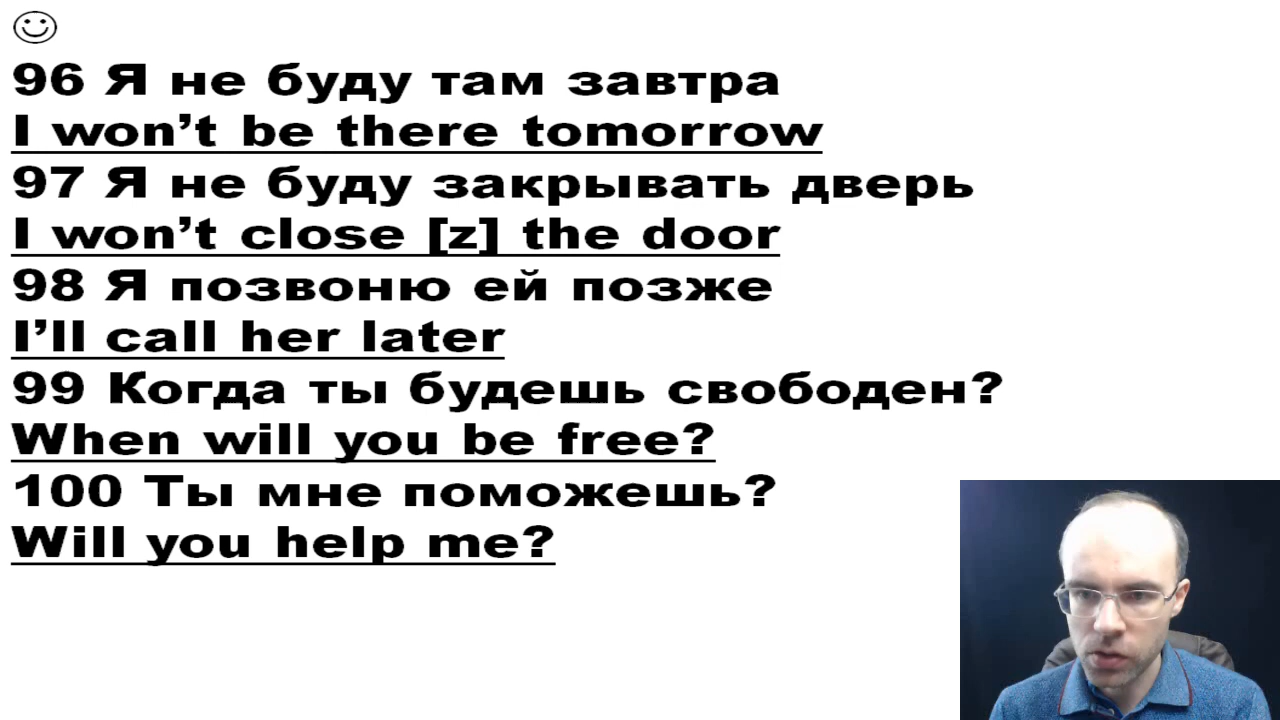 96 Я не буду там завтра
I won’t be there tomorrow
97 Я не буду закрывать дверь
I won’t close [z] the door
98 Я позвоню ей позже
I’ll call her later
99 Когда ты будешь свободен?
When will you be free?
100 Ты мне поможешь?
Will you help me?